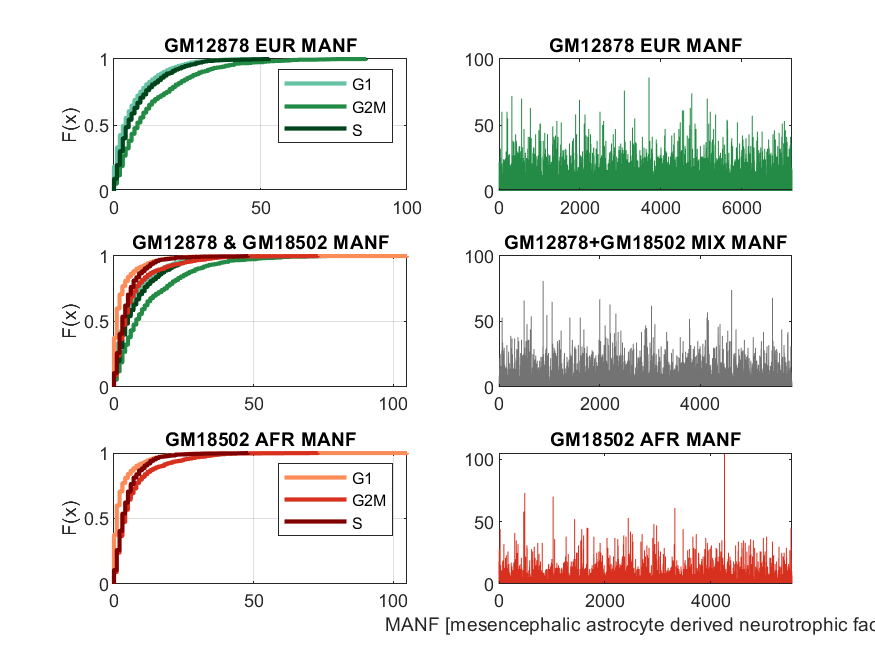 GM12878 EUR MANF
1
0.5
0
F(x)
0
50
100
G1
G2M
S
GM12878 EUR MANF
100
50
0
0
2000
4000
6000
GM12878 & GM18502 MANF
1
0.5
0
F(x)
0
50
100
GM12878+GM18502 MIX MANF
100
50
0
0
2000
4000
GM18502 AFR MANF
1
0.5
0
F(x)
0
50
100
G1
G2M
S
GM18502 AFR MANF
100
50
0
0
2000
4000
MANF [mesencephalic astrocyte derived neurotrophic fac